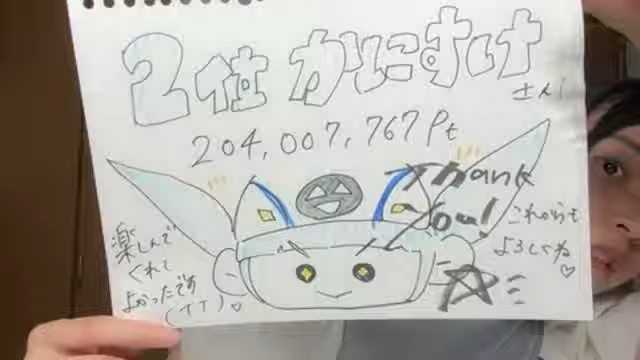 2位 かにすけ
さん!
204,007,767Pt
Thank
You!
これからも
よろしくね♡
楽しんで
くれて
よかったです
(TT)♡